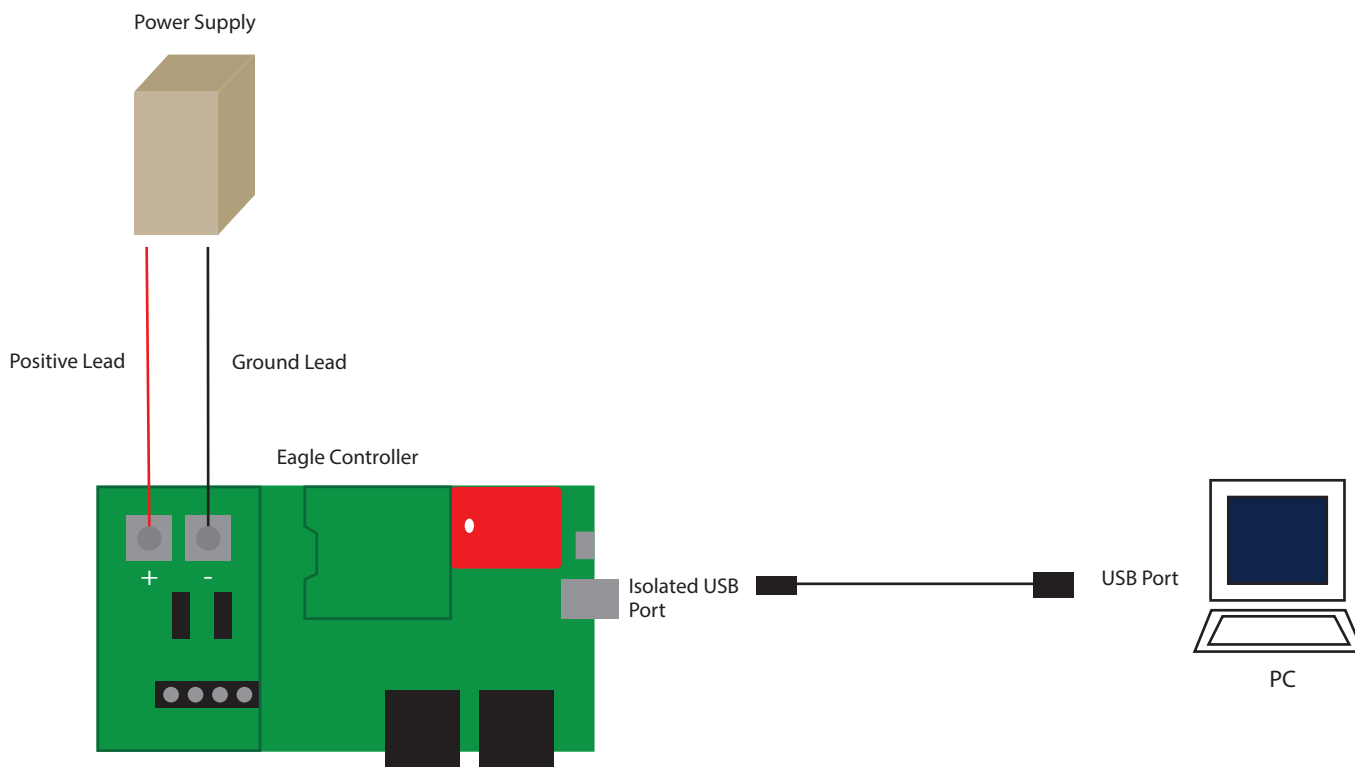 Power Supply
Positive Lead
Ground Lead
Eagle Controller
+ -
Isolated USB
Port
USB Port
PC